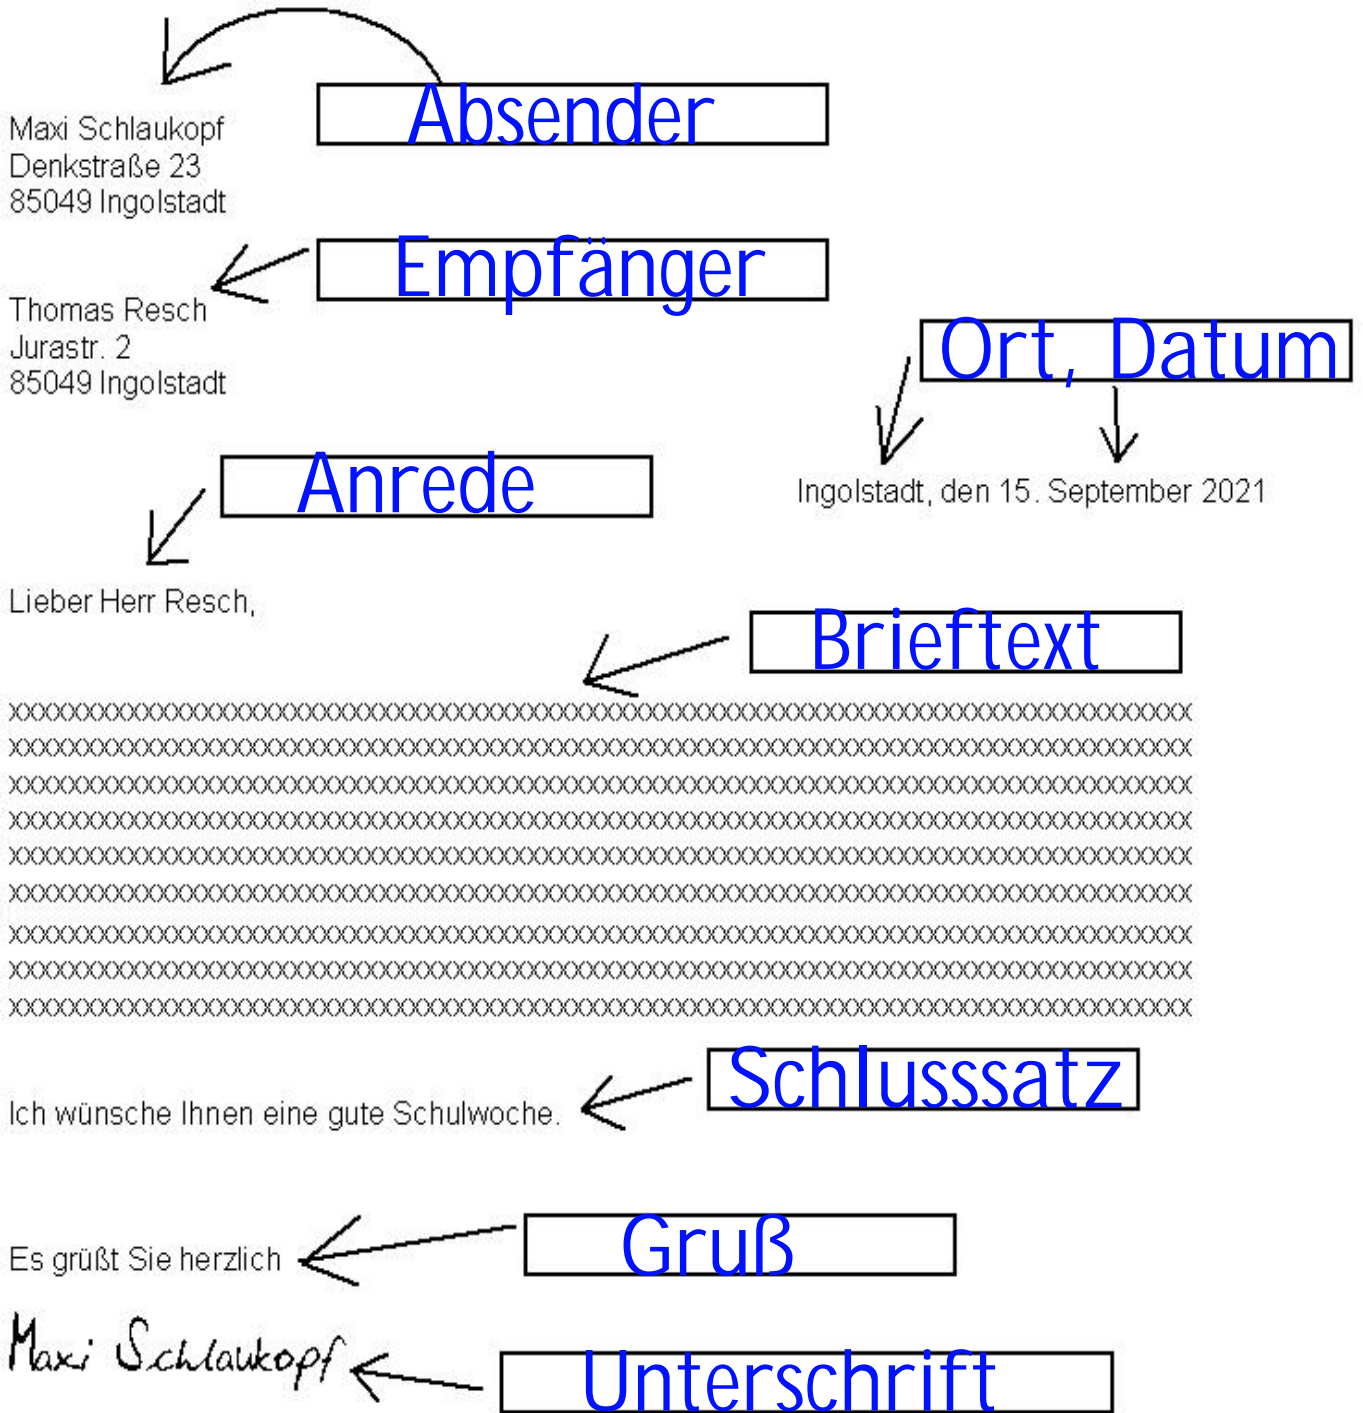 Absender
Maxi Schlaukopf
Denkstraße 23
85049 Ingolstadt
Empfänger
Thomas Resch
Jurastr. 2
85049 Ingolstadt
Ort, Datum
Anrede
Ingolstadt, den 15. September 2021
Lieber Herr Resch,
Brieftext
XXXXXXXXXXXXXXXXXXXXXXXXXXXXXXXXXXXXXXXXXXXXXXXXXXXXXXXXXXXXXXXXXXXXXXXXXXXXXXXX
XXXXXXXXXXXXXXXXXXXXXXXXXXXXXXXXXXXXXXXXXXXXXXXXXXXXXXXXXXXXXXXXXXXXXXXXXXXXXXXX
XXXXXXXXXXXXXXXXXXXXXXXXXXXXXXXXXXXXXXXXXXXXXXXXXXXXXXXXXXXXXXXXXXXXXXXXXXXXXXXX
XXXXXXXXXXXXXXXXXXXXXXXXXXXXXXXXXXXXXXXXXXXXXXXXXXXXXXXXXXXXXXXXXXXXXXXXXXXXXXXX
XXXXXXXXXXXXXXXXXXXXXXXXXXXXXXXXXXXXXXXXXXXXXXXXXXXXXXXXXXXXXXXXXXXXXXXXXXXXXXXX
XXXXXXXXXXXXXXXXXXXXXXXXXXXXXXXXXXXXXXXXXXXXXXXXXXXXXXXXXXXXXXXXXXXXXXXXXXXXXXXX
XXXXXXXXXXXXXXXXXXXXXXXXXXXXXXXXXXXXXXXXXXXXXXXXXXXXXXXXXXXXXXXXXXXXXXXXXXXXXXXX
XXXXXXXXXXXXXXXXXXXXXXXXXXXXXXXXXXXXXXXXXXXXXXXXXXXXXXXXXXXXXXXXXXXXXXXXXXXXXXXX
XXXXXXXXXXXXXXXXXXXXXXXXXXXXXXXXXXXXXXXXXXXXXXXXXXXXXXXXXXXXXXXXXXXXXXXXXXXXXXXX
Schlusssatz
Ich wünsche Ihnen eine gute Schulwoche.
Gruß
Es grüßt Sie herzlich
Maxi Schlaukopf
Unterschrift